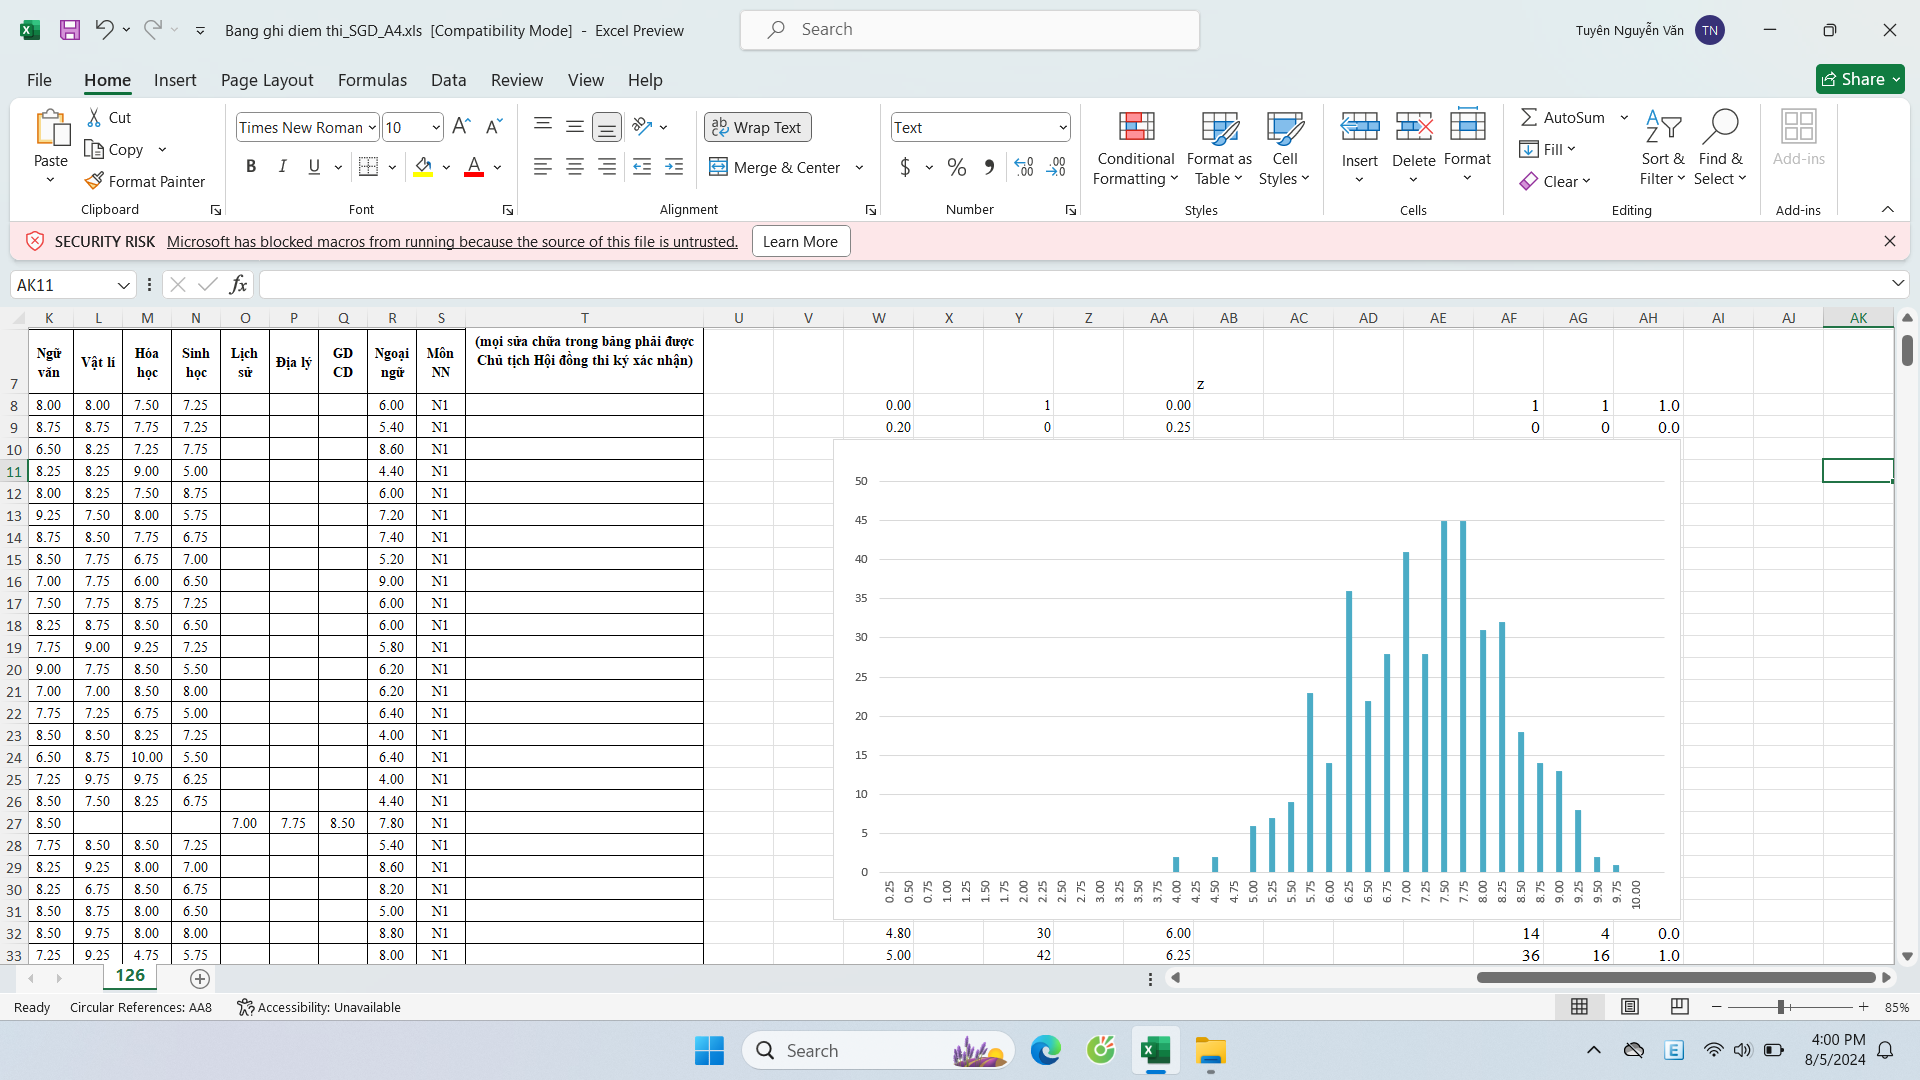 Bang ghi diem thi_SGD_A4.xls [Compatibility Mode] - Excel Preview
Search
Tuyên Nguyễn Văn TN
File Home Insert Page Layout Formulas Data Review View Help
Share
Paste
Cut
Copy
Format Painter
Clipboard
Times New Roman 10
B I U
Font
Wrap Text
Merge & Center
Alignment
Text
Number
Conditional Formatting
Format as Table
Cell Styles
Styles
Insert Delete Format
Cells
AutoSum
Fill
Clear
Sort & Filter
Find & Select
Editing
Add-ins
Add-ins
SECURITY RISK Microsoft has blocked macros from running because the source of this file is untrusted. Learn More
AK11 fx
K L M N O P Q R S T U V W X Y Z AA AB AC AD AE AF AG AH AI AJ AK
7 Ngữ văn Vật lí Hóa học Sinh học Lịch sử Địa lý GD CD Ngoại ngữ Môn NN (mọi sửa chữa trong bảng phải được Chủ tịch Hội đồng thi ký xác nhận) z
8 8.00 8.00 7.50 7.25 6.00 N1 0.00 1 0.00 1 1 1.0
9 8.75 8.75 7.75 7.25 5.40 N1 0.20 0 0.25 0 0 0.0
10 6.50 8.25 7.25 7.75 8.60 N1
11 8.25 8.25 9.00 5.00 4.40 N1
12 8.00 8.25 7.50 8.75 6.00 N1
13 9.25 7.50 8.00 5.75 7.20 N1
14 8.75 8.50 7.75 6.75 7.40 N1
15 8.50 7.75 6.75 7.00 5.20 N1
16 7.00 7.75 6.00 6.50 9.00 N1
17 7.50 7.75 8.75 7.25 6.00 N1
18 8.25 8.75 8.50 6.50 6.00 N1
19 7.75 9.00 9.25 7.25 5.80 N1
20 9.00 7.75 8.50 5.50 6.20 N1
21 7.00 7.00 8.50 8.00 6.20 N1
22 7.75 7.25 6.75 5.00 6.40 N1
23 8.50 8.50 8.25 7.25 4.00 N1
24 6.50 8.75 10.00 5.50 6.40 N1
25 7.25 9.75 9.75 6.25 4.00 N1
26 8.50 7.50 8.25 6.75 4.40 N1
27 8.50 7.00 7.75 8.50 7.80 N1
28 7.75 8.50 8.50 7.25 5.40 N1
29 8.25 9.25 8.00 7.00 8.60 N1
30 8.25 6.75 8.50 6.75 8.20 N1
31 8.50 8.75 8.00 6.50 5.00 N1
32 8.50 9.75 8.00 8.00 8.80 N1 4.80 30 6.00 14 4 0.0
33 7.25 9.25 4.75 5.75 8.00 N1 5.00 42 6.25 36 16 1.0
50
45
40
35
30
25
20
15
10
5
0
0.25 0.50 0.75 1.00 1.25 1.50 1.75 2.00 2.25 2.50 2.75 3.00 3.25 3.50 3.75 4.00 4.25 4.50 4.75 5.00 5.25 5.50 5.75 6.00 6.25 6.50 6.75 7.00 7.25 7.50 7.75 8.00 8.25 8.50 8.75 9.00 9.25 9.50 9.75 10.00
126
Ready Circular References: AA8 Accessibility: Unavailable 85%
Search
4:00 PM
8/5/2024